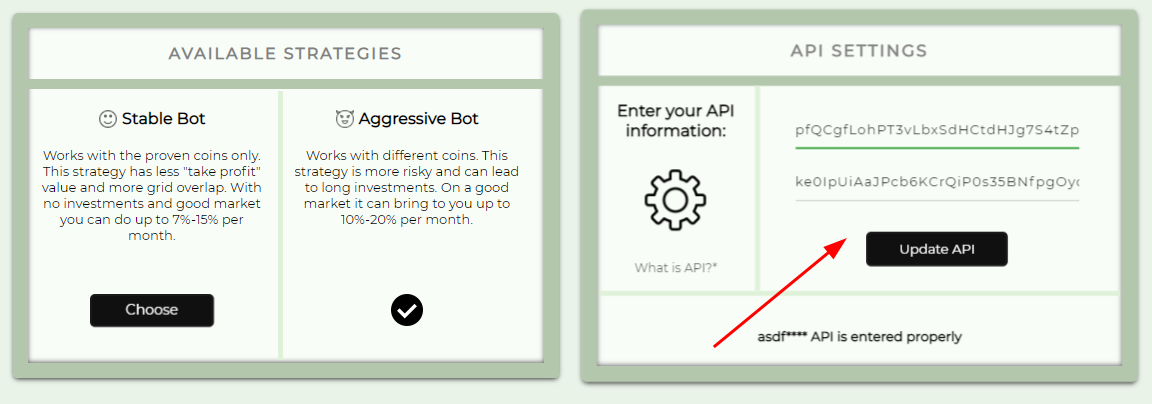 AVAILABLE STRATEGIES
Stable Bot
Works with the proven coins only.
This strategy has less "take profit"
value and more grid overlap. With
no investments and good market
you can do up to 7%-15% per
month.
Choose
Aggressive Bot
Works with different coins. This
strategy is more risky and can lead
to long investments. On a good
market it can bring to you up to
10%-20% per month.
API SETTINGS
Enter your API
information:
What is API?*
pfQCgfLohPT3vLbxSdHCtdHJg7S4tZp
Update API
asdf**** API is entered properly